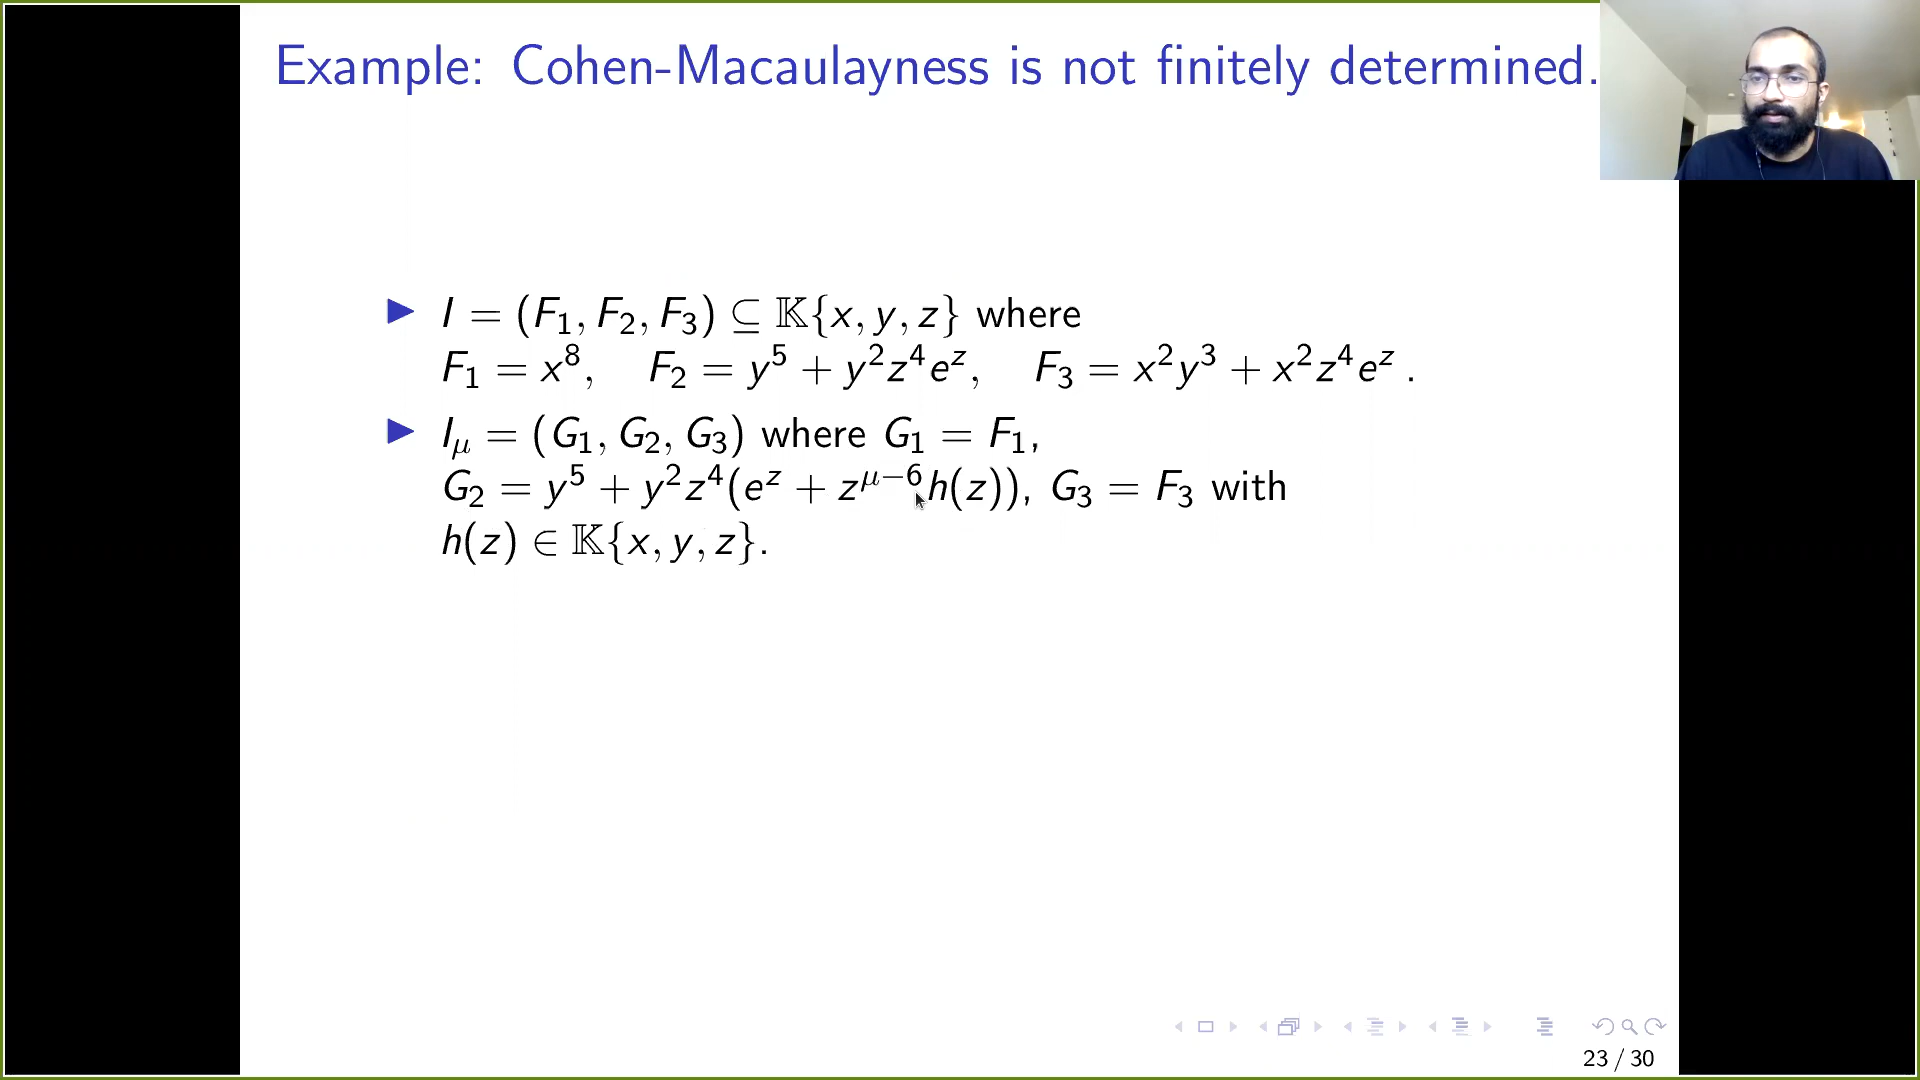 Example: Cohen-Macaulayness is not finitely determined.
▶ I = (F₁, F₂, F₃) ⊆ 𝕂{x, y, z} where
F₁ = x⁸, F₂ = y⁵ + y²z⁴eᶻ, F₃ = x²y³ + x²z⁴eᶻ .
▶ I_μ = (G₁, G₂, G₃) where G₁ = F₁,
G₂ = y⁵ + y²z⁴(eᶻ + z^{μ−6}h(z)), G₃ = F₃ with
h(z) ∈ 𝕂{x, y, z}.
23 / 30